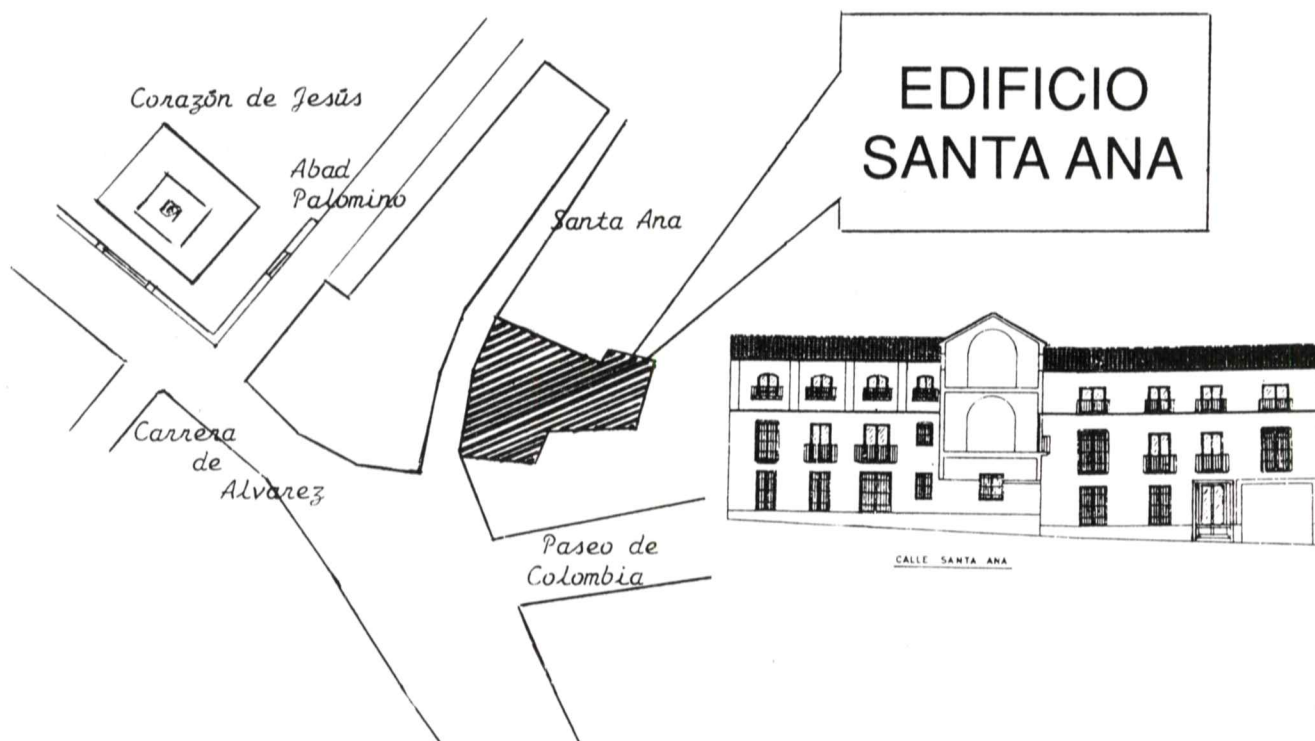 Corazón de Jesús
Abad
Palomino
Santa Ana
EDIFICIO
SANTA ANA
Carrera
de
Alvarez
Paseo de
Colombia
CALLE SANTA ANA